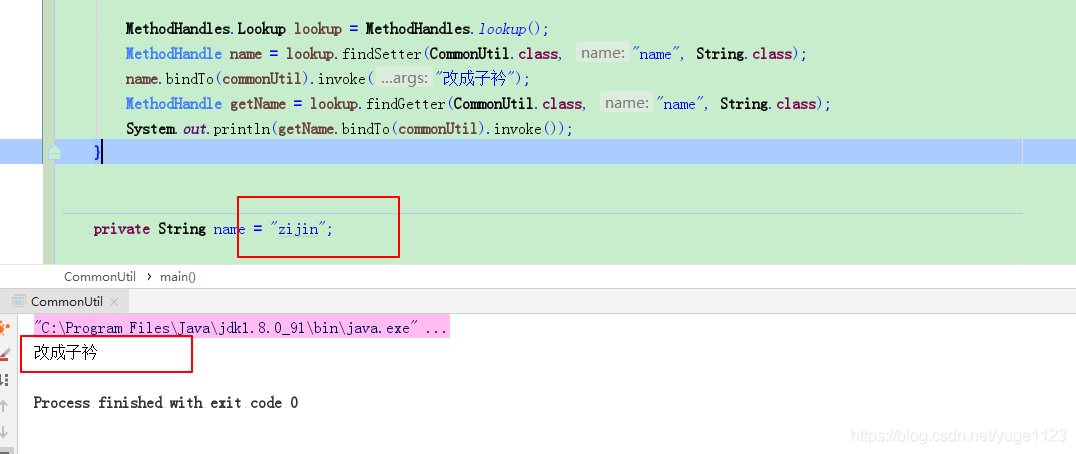 MethodHandles.Lookup lookup = MethodHandles.lookup();
MethodHandle name = lookup.findSetter(CommonUtil.class, name: "name", String.class);
name.bindTo(commonUtil).invoke( ...args: "改成子衿");
MethodHandle getName = lookup.findGetter(CommonUtil.class, name: "name", String.class);
System.out.println(getName.bindTo(commonUtil).invoke());
}
private String name = "zijin";
CommonUtil › main()
CommonUtil ×
"C:\Program Files\Java\jdk1.8.0_91\bin\java.exe" ...
改成子衿
Process finished with exit code 0
https://blog.csdn.net/yuge1123